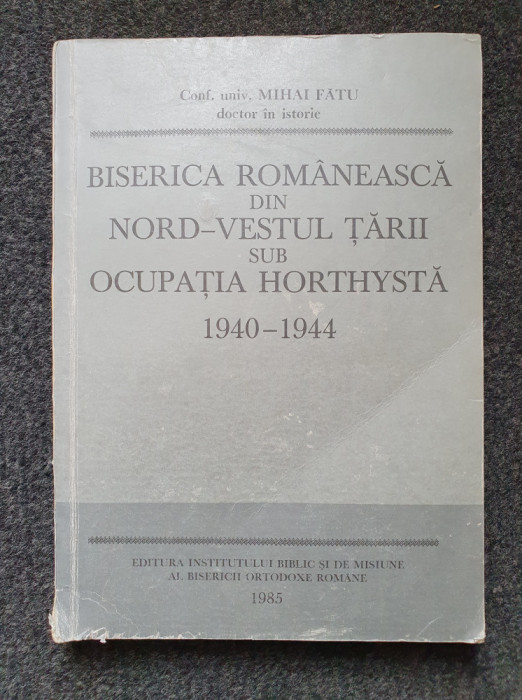 Conf. univ. MIHAI FĂTU
doctor în istorie
BISERICA ROMÂNEASCĂ
DIN
NORD-VESTUL ȚĂRII
SUB
OCUPAȚIA HORTHYSTĂ
1940-1944
EDITURA INSTITUTULUI BIBLIC ȘI DE MISIUNE
AL BISERICII ORTODOXE ROMÂNE
1985